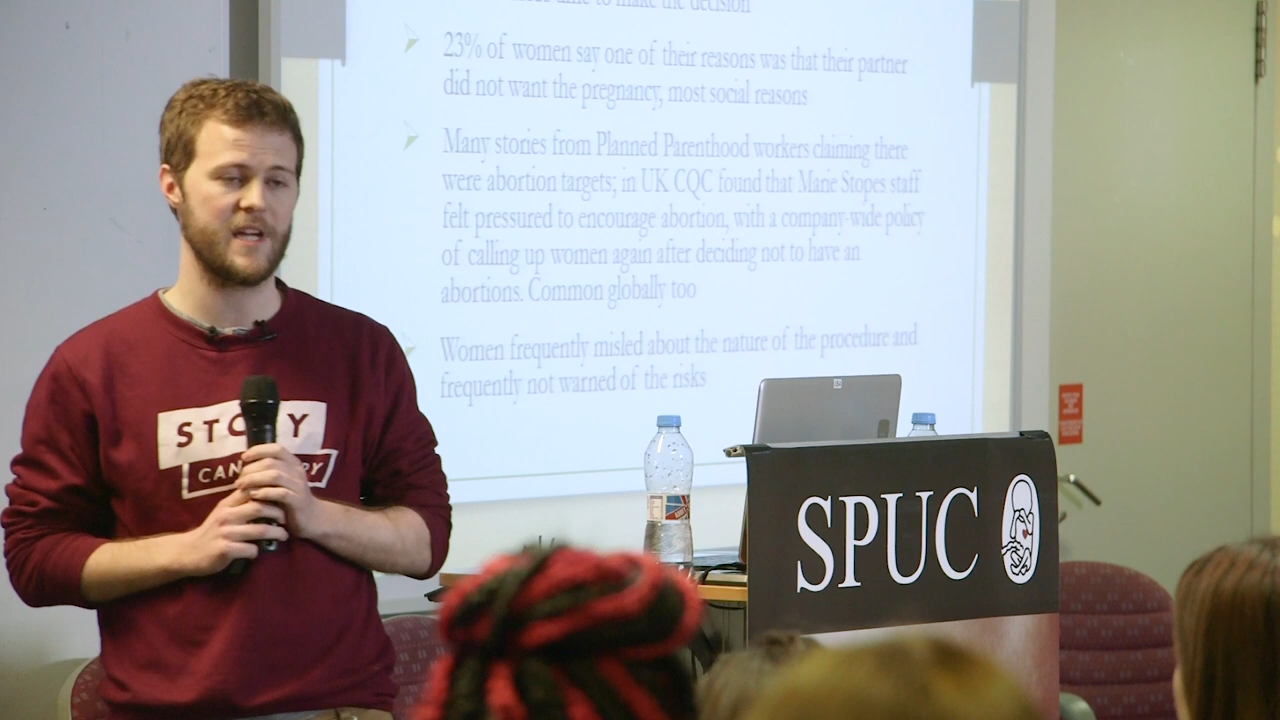 to make the decision
23% of women say one of their reasons was that their partner
did not want the pregnancy, most social reasons
Many stories from Planned Parenthood workers claiming there
were abortion targets; in UK CQC found that Marie Stopes staff
felt pressured to encourage abortion, with a company-wide policy
of calling up women again after deciding not to have an
abortions. Common globally too
Women frequently misled about the nature of the procedure and
frequently not warned of the risks
SPUC